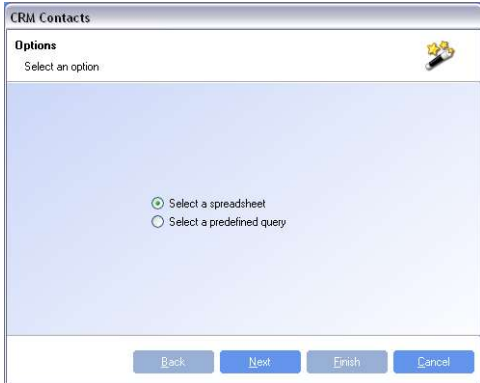 CRM Contacts
Options
Select an option
Select a spreadsheet
Select a predefined query
Back Next Finish Cancel